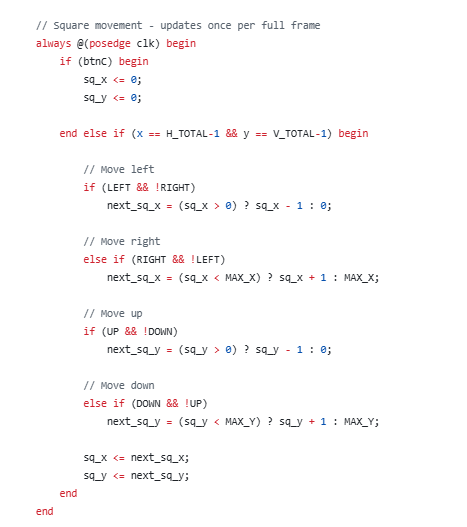 // Square movement - updates once per full frame
always @(posedge clk) begin
    if (btnC) begin
        sq_x <= 0;
        sq_y <= 0;

    end else if (x == H_TOTAL-1 && y == V_TOTAL-1) begin

        // Move left
        if (LEFT && !RIGHT)
            next_sq_x = (sq_x > 0) ? sq_x - 1 : 0;

        // Move right
        else if (RIGHT && !LEFT)
            next_sq_x = (sq_x < MAX_X) ? sq_x + 1 : MAX_X;

        // Move up
        if (UP && !DOWN)
            next_sq_y = (sq_y > 0) ? sq_y - 1 : 0;

        // Move down
        else if (DOWN && !UP)
            next_sq_y = (sq_y < MAX_Y) ? sq_y + 1 : MAX_Y;

        sq_x <= next_sq_x;
        sq_y <= next_sq_y;
    end
end